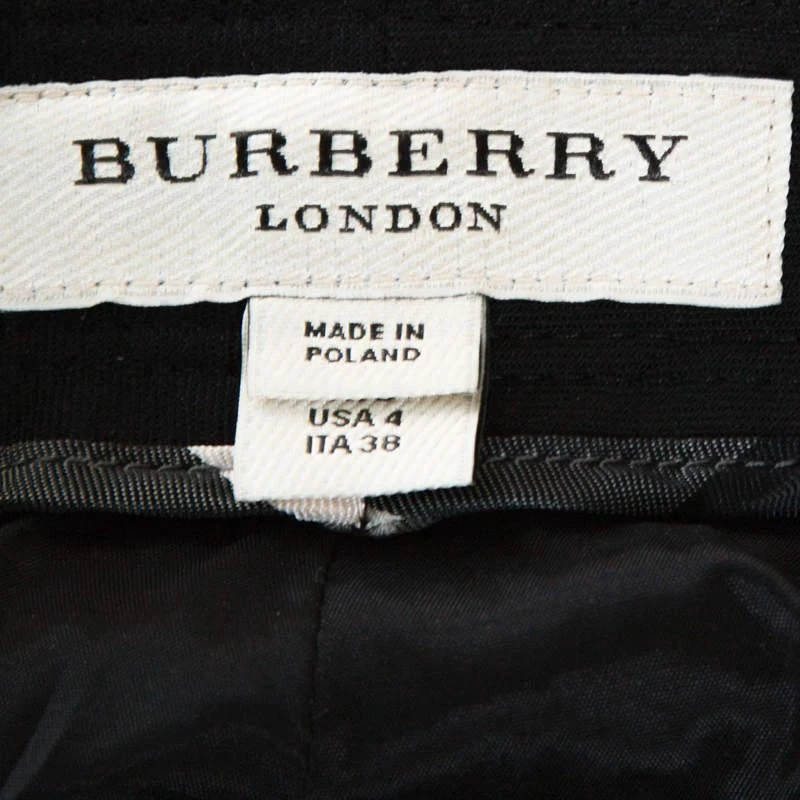 BURBERRY
LONDON
MADE IN
POLAND
USA 4
ITA 38